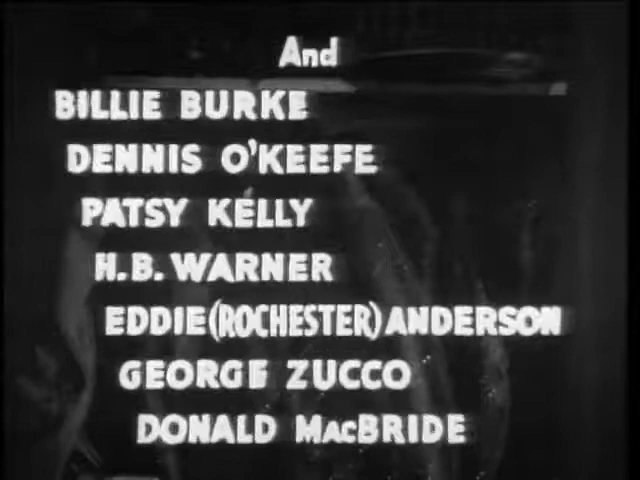 And
BILLIE BURKE
DENNIS O'KEEFE
PATSY KELLY
H.B. WARNER
EDDIE (ROCHESTER) ANDERSON
GEORGE ZUCCO
DONALD MacBRIDE